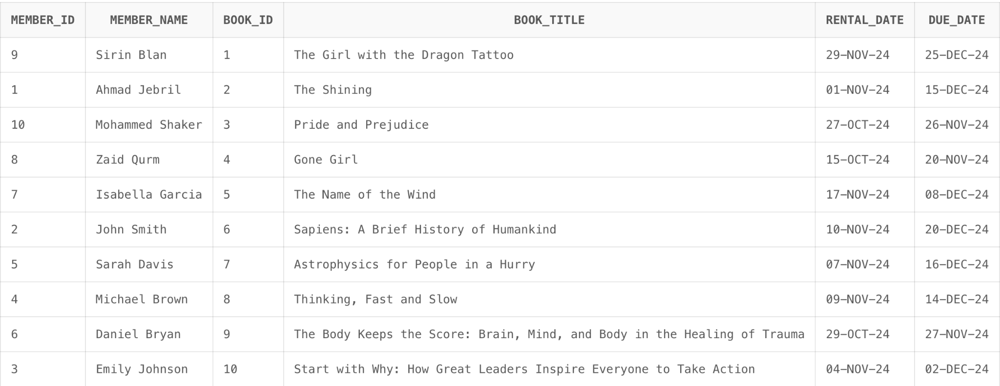 MEMBER_ID MEMBER_NAME BOOK_ID BOOK_TITLE RENTAL_DATE DUE_DATE
9 Sirin Blan 1 The Girl with the Dragon Tattoo 29-NOV-24 25-DEC-24
1 Ahmad Jebril 2 The Shining 01-NOV-24 15-DEC-24
10 Mohammed Shaker 3 Pride and Prejudice 27-OCT-24 26-NOV-24
8 Zaid Qurm 4 Gone Girl 15-OCT-24 20-NOV-24
7 Isabella Garcia 5 The Name of the Wind 17-NOV-24 08-DEC-24
2 John Smith 6 Sapiens: A Brief History of Humankind 10-NOV-24 20-DEC-24
5 Sarah Davis 7 Astrophysics for People in a Hurry 07-NOV-24 16-DEC-24
4 Michael Brown 8 Thinking, Fast and Slow 09-NOV-24 14-DEC-24
6 Daniel Bryan 9 The Body Keeps the Score: Brain, Mind, and Body in the Healing of Trauma 29-OCT-24 27-NOV-24
3 Emily Johnson 10 Start with Why: How Great Leaders Inspire Everyone to Take Action 04-NOV-24 02-DEC-24